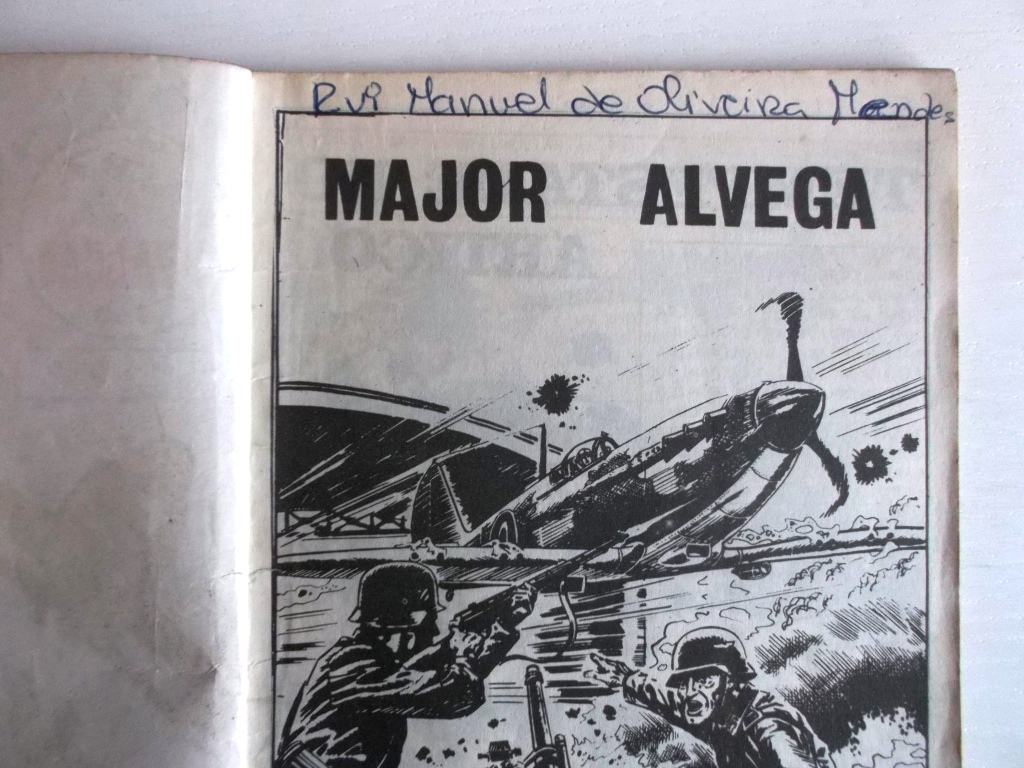 Rui Manuel de Oliveira Mendes
MAJOR ALVEGA